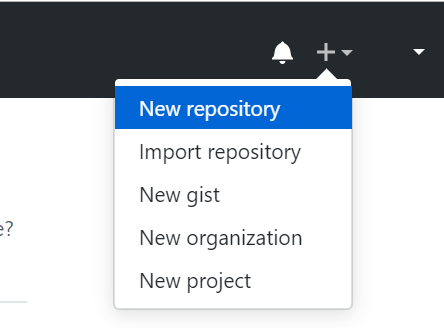 New repository
Import repository
e?
New gist
New organization
New project